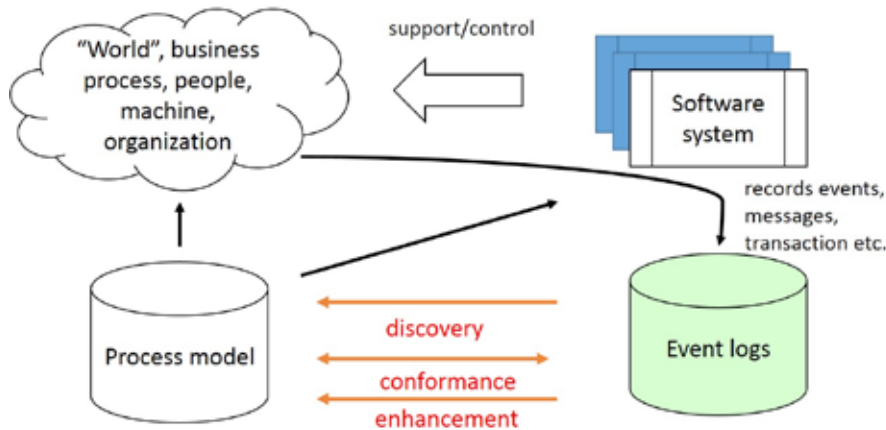 “World”, business
process, people,
machine,
organization
support/control
Software
system
records events,
messages,
transaction etc.
Process model
discovery
conformance
enhancement
Event logs